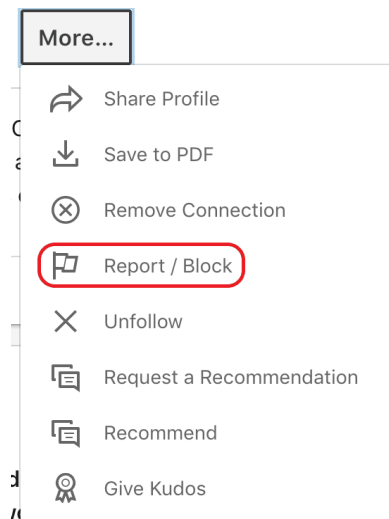 More...
Share Profile
Save to PDF
Remove Connection
Report / Block
Unfollow
Request a Recommendation
Recommend
Give Kudos